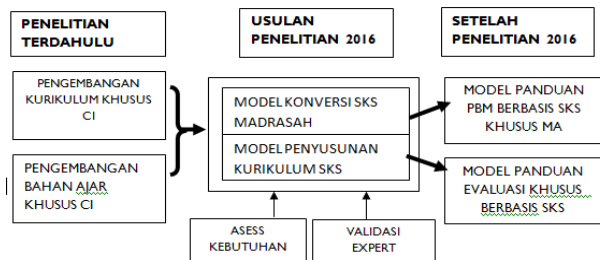 PENELITIAN
TERDAHULU
USULAN
PENELITIAN 2016
SETELAH
PENELITIAN 2016
PENGEMBANGAN
KURIKULUM KHUSUS
CI
PENGEMBANGAN
BAHAN AJAR
KHUSUS CI
MODEL KONVERSI SKS
MADRASAH
MODEL PENYUSUNAN
KURIKULUM SKS
MODEL PANDUAN
PBM BERBASIS SKS
KHUSUS MA
MODEL PANDUAN
EVALUASI KHUSUS
BERBASIS SKS
ASESS
KEBUTUHAN
VALIDASI
EXPERT